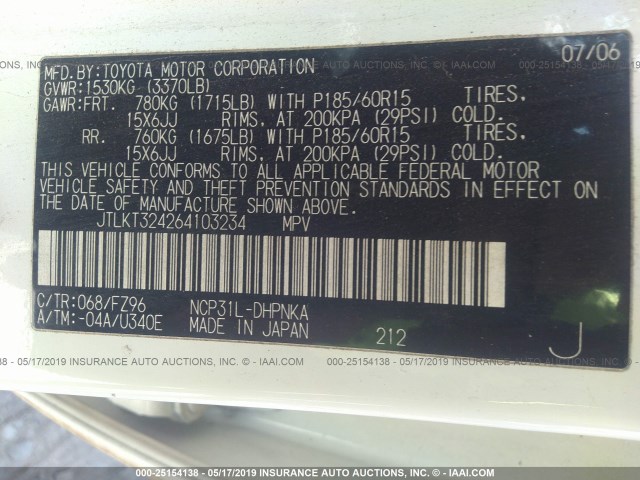 07/06
MFD.BY:TOYOTA MOTOR CORPORATION
GVWR:1530KG (3370LB)
GAWR:FRT. 780KG (1715LB) WITH P185/60R15 TIRES,
15X6JJ RIMS, AT 200KPA (29PSI) COLD.
RR. 760KG (1675LB) WITH P185/60R15 TIRES,
15X6JJ RIMS, AT 200KPA (29PSI) COLD.
THIS VEHICLE CONFORMS TO ALL APPLICABLE FEDERAL MOTOR
VEHICLE SAFETY AND THEFT PREVENTION STANDARDS IN EFFECT ON
THE DATE OF MANUFACTURE SHOWN ABOVE.
JTLKT324264103234 MPV
C/TR:068/FZ96 NCP31L-DHPNKA
A/TM:-04A/U340E MADE IN JAPAN 212 J
000-25154138 - 05/17/2019 INSURANCE AUTO AUCTIONS - IAAI.COM